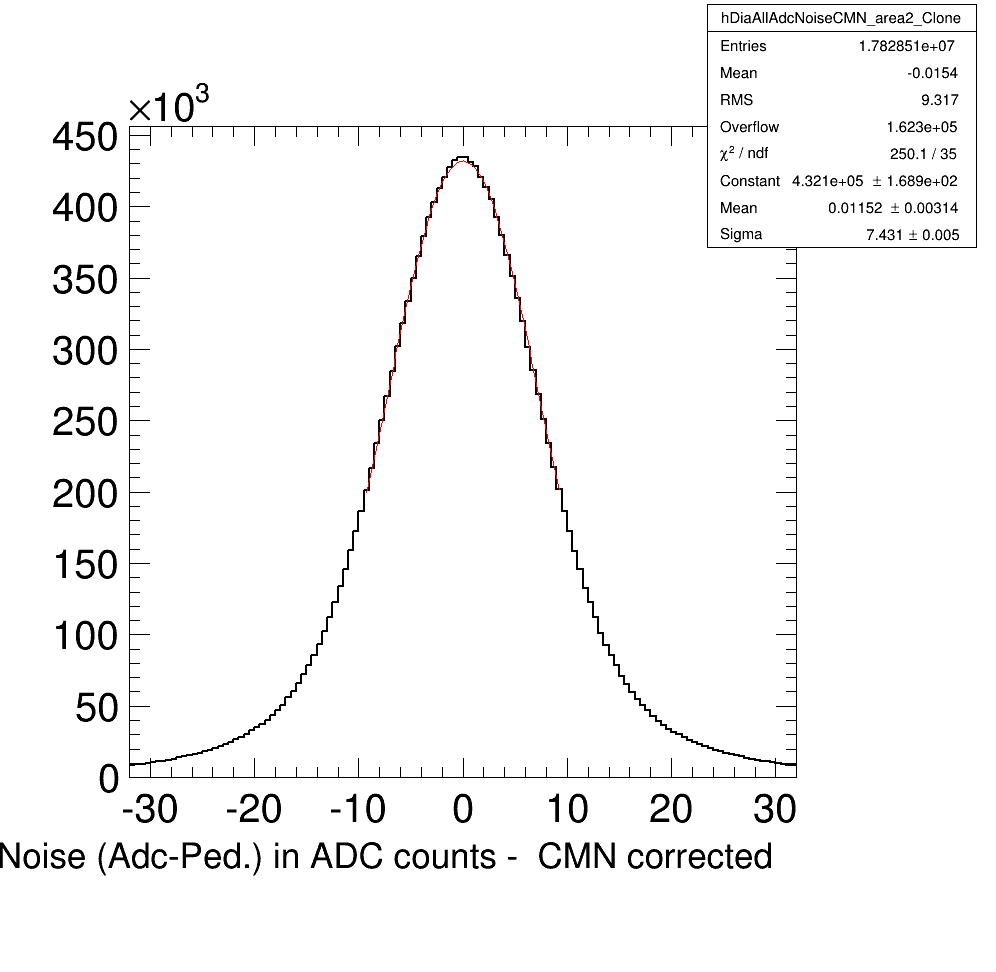 hDiaAllAdcNoiseCMN_area2_Clone
Entries 1.782851e+07
Mean -0.0154
RMS 9.317
Overflow 1.623e+05
χ² / ndf 250.1 / 35
Constant 4.321e+05 ± 1.689e+02
Mean 0.01152 ± 0.00314
Sigma 7.431 ± 0.005
×10³
450
400
350
300
250
200
150
100
50
0
-30 -20 -10 0 10 20 30
Noise (Adc-Ped.) in ADC counts - CMN corrected